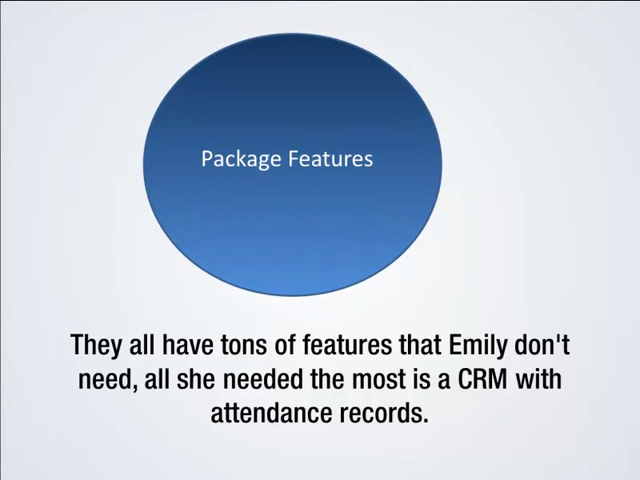 Package Features
They all have tons of features that Emily don't
need, all she needed the most is a CRM with
attendance records.